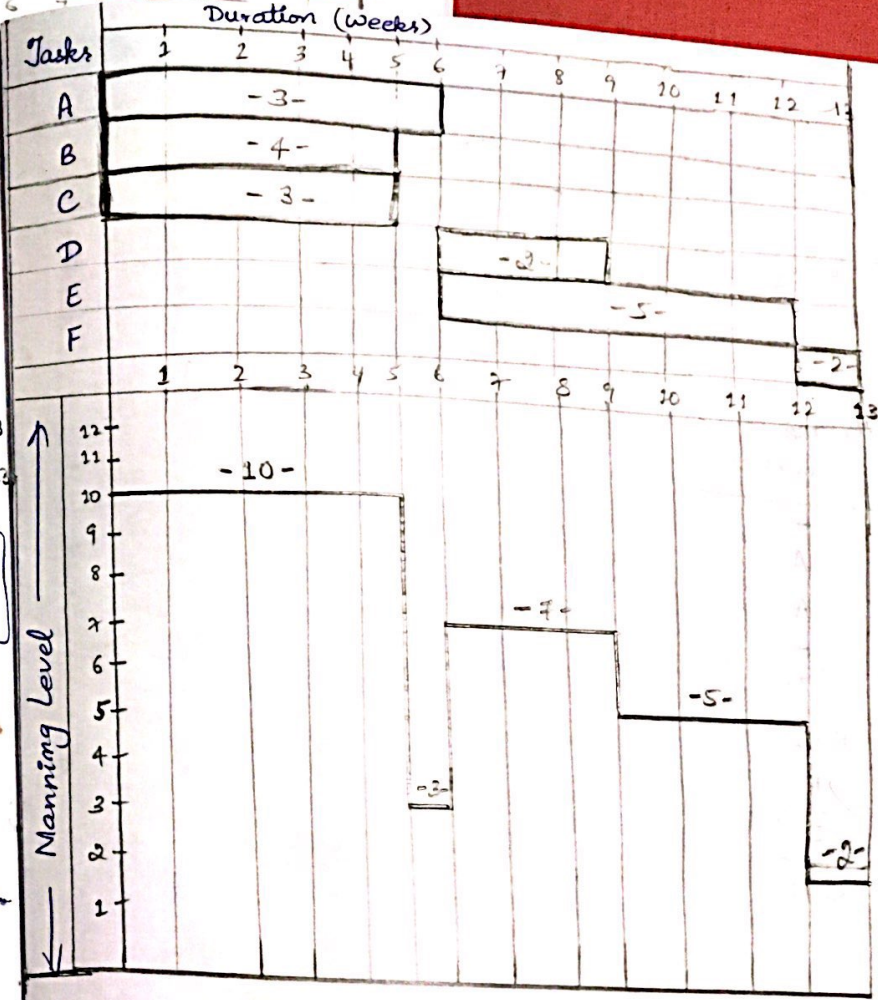 Duration (weeks)
Tasks 1 2 3 4 5 6 7 8 9 10 11 12 13
A -3-
B -4-
C -3-
D -2-
E -5-
F -2-
1 2 3 4 5 6 7 8 9 10 11 12 13
12
11
-10-
10
9
8
7 -7-
6
5 -5-
4
3 -3-
2 -2-
1
Manning Level